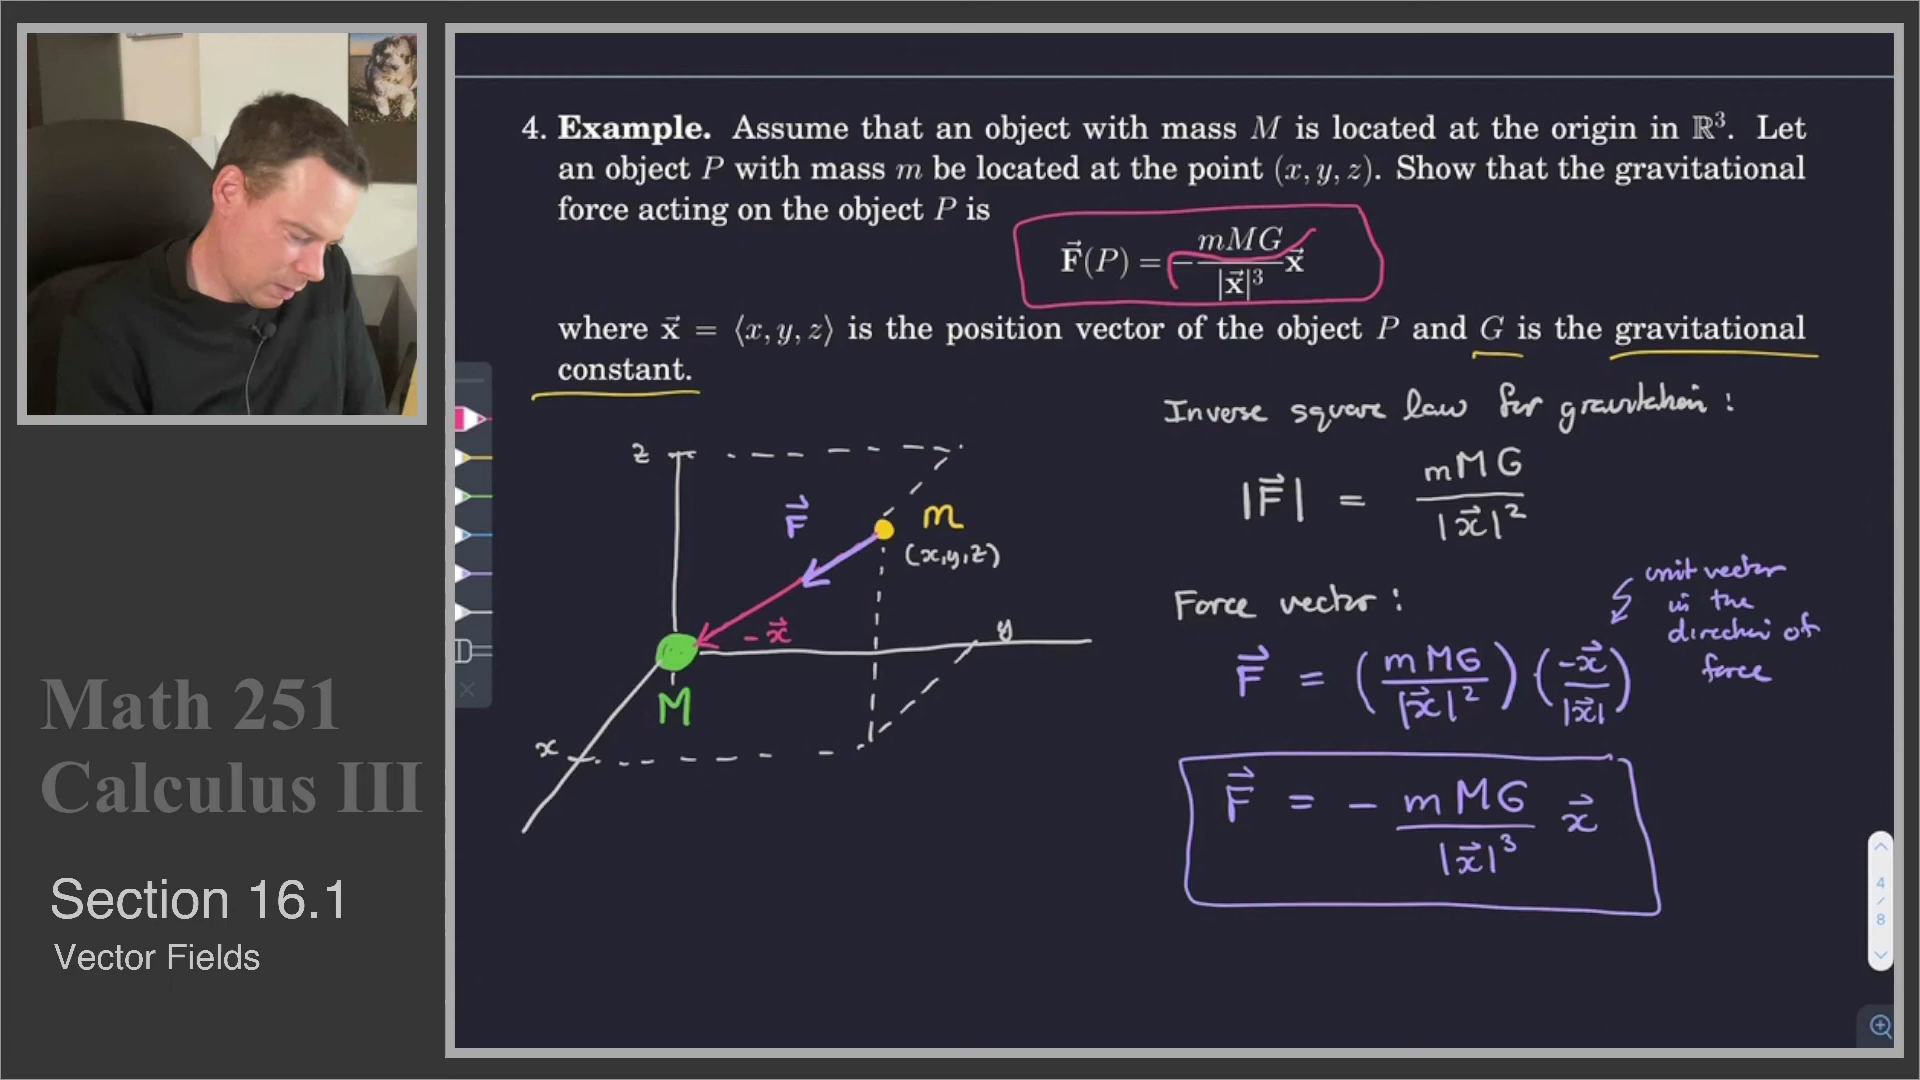 4. Example. Assume that an object with mass M is located at the origin in ℝ³. Let
an object P with mass m be located at the point (x, y, z). Show that the gravitational
force acting on the object P is
F⃗(P) = −mMG/|x⃗|³ x⃗
where x⃗ = ⟨x, y, z⟩ is the position vector of the object P and G is the gravitational
constant.
Inverse square law for gravitation :
|F⃗| = mMG/|x⃗|²
z
F⃗
m
(x,y,z)
-x⃗
y
M
x
Force vector :
unit vector
in the
direction of
force
F⃗ = (mMG/|x⃗|²)(-x⃗/|x⃗|)
F⃗ = − mMG/|x⃗|³ x⃗
Math 251
Calculus III
Section 16.1
Vector Fields
4
/
8